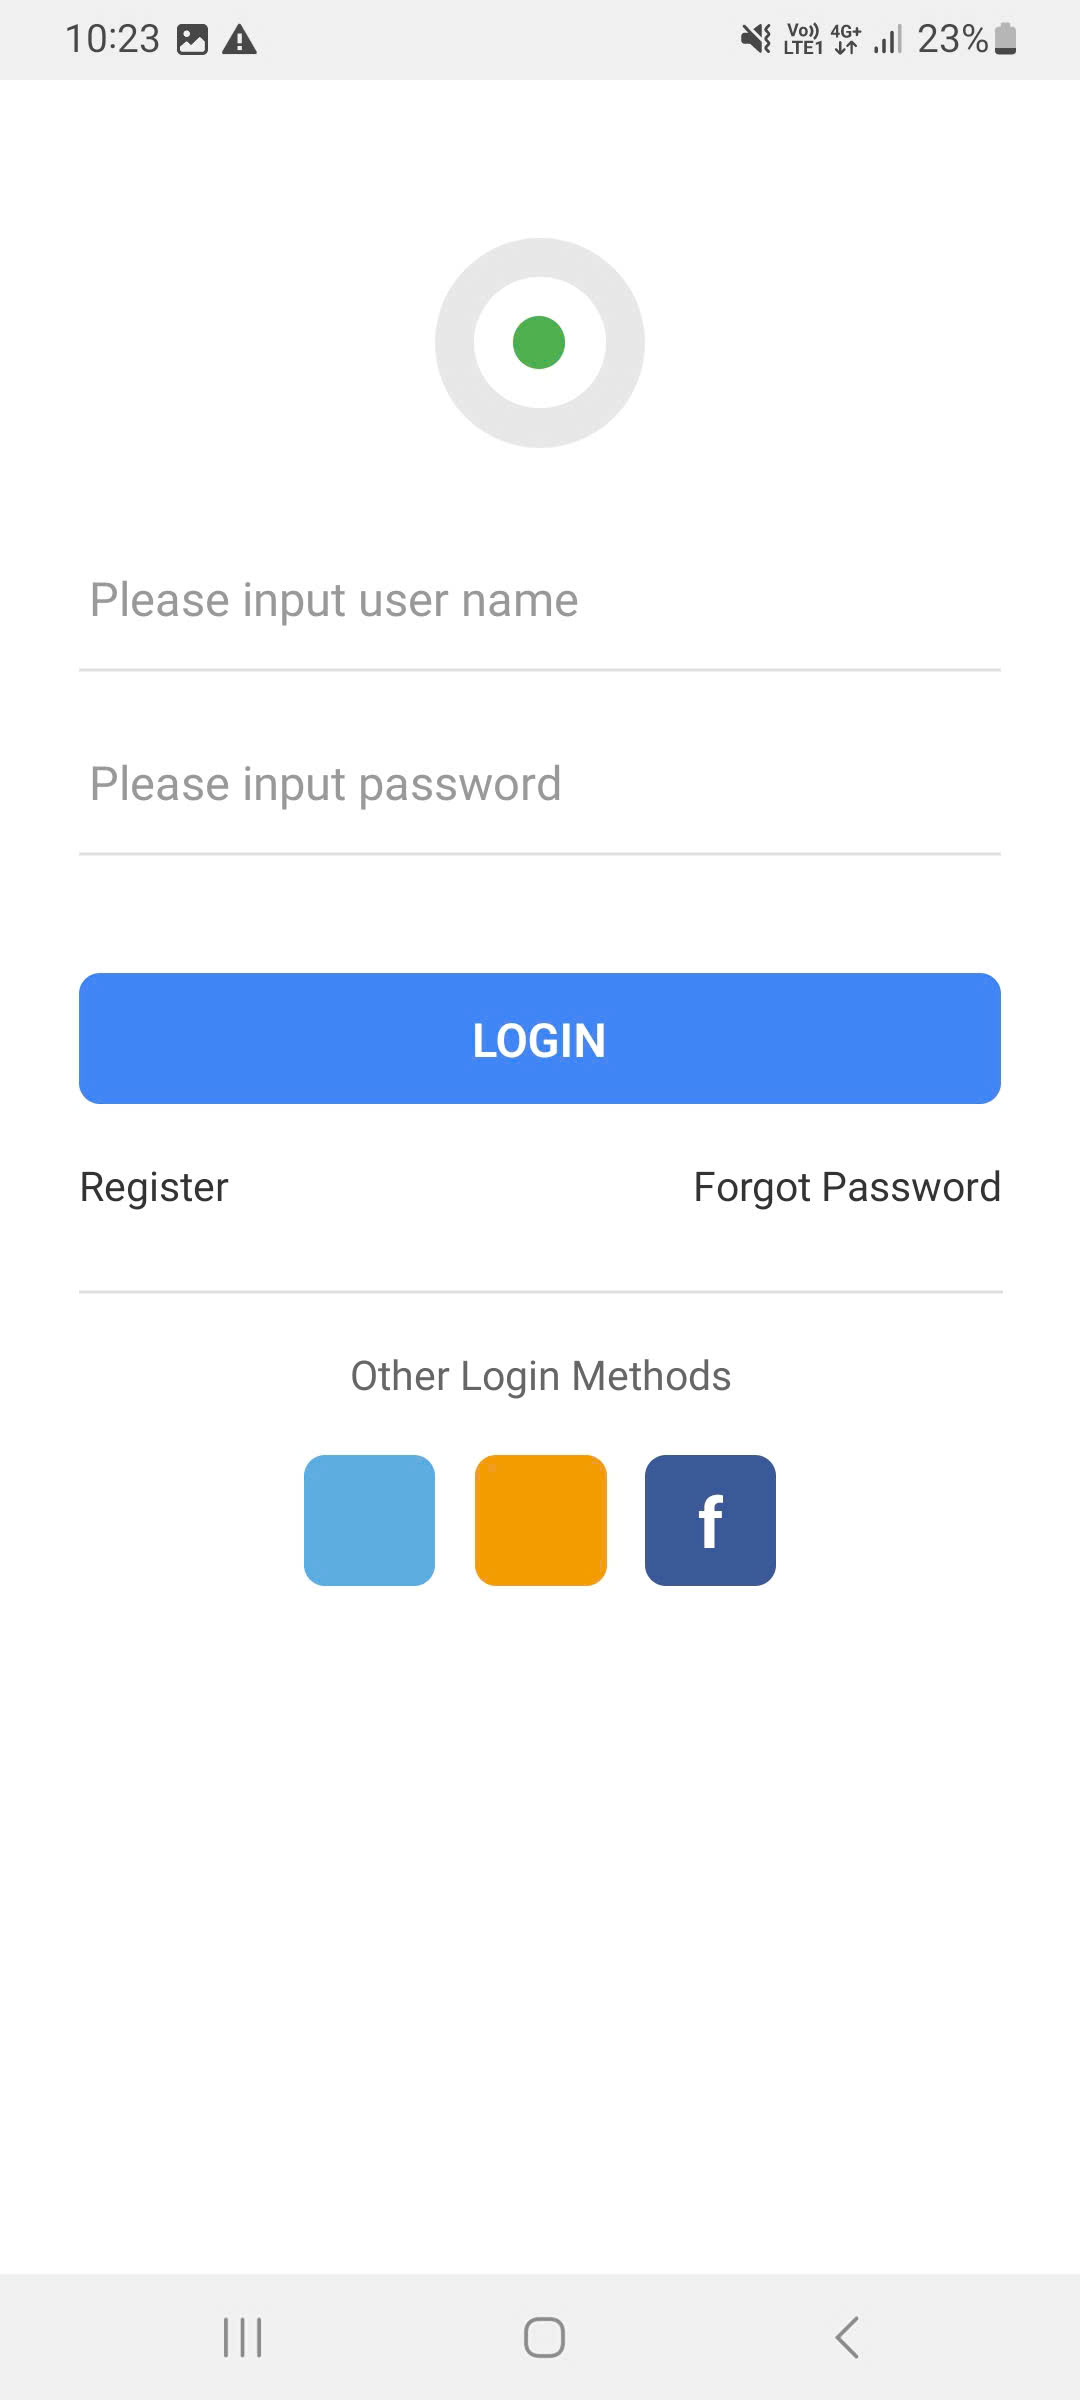 10:23
Vo)) LTE1 4G+ 23%
Please input user name
Please input password
LOGIN
Register Forgot Password
Other Login Methods
f